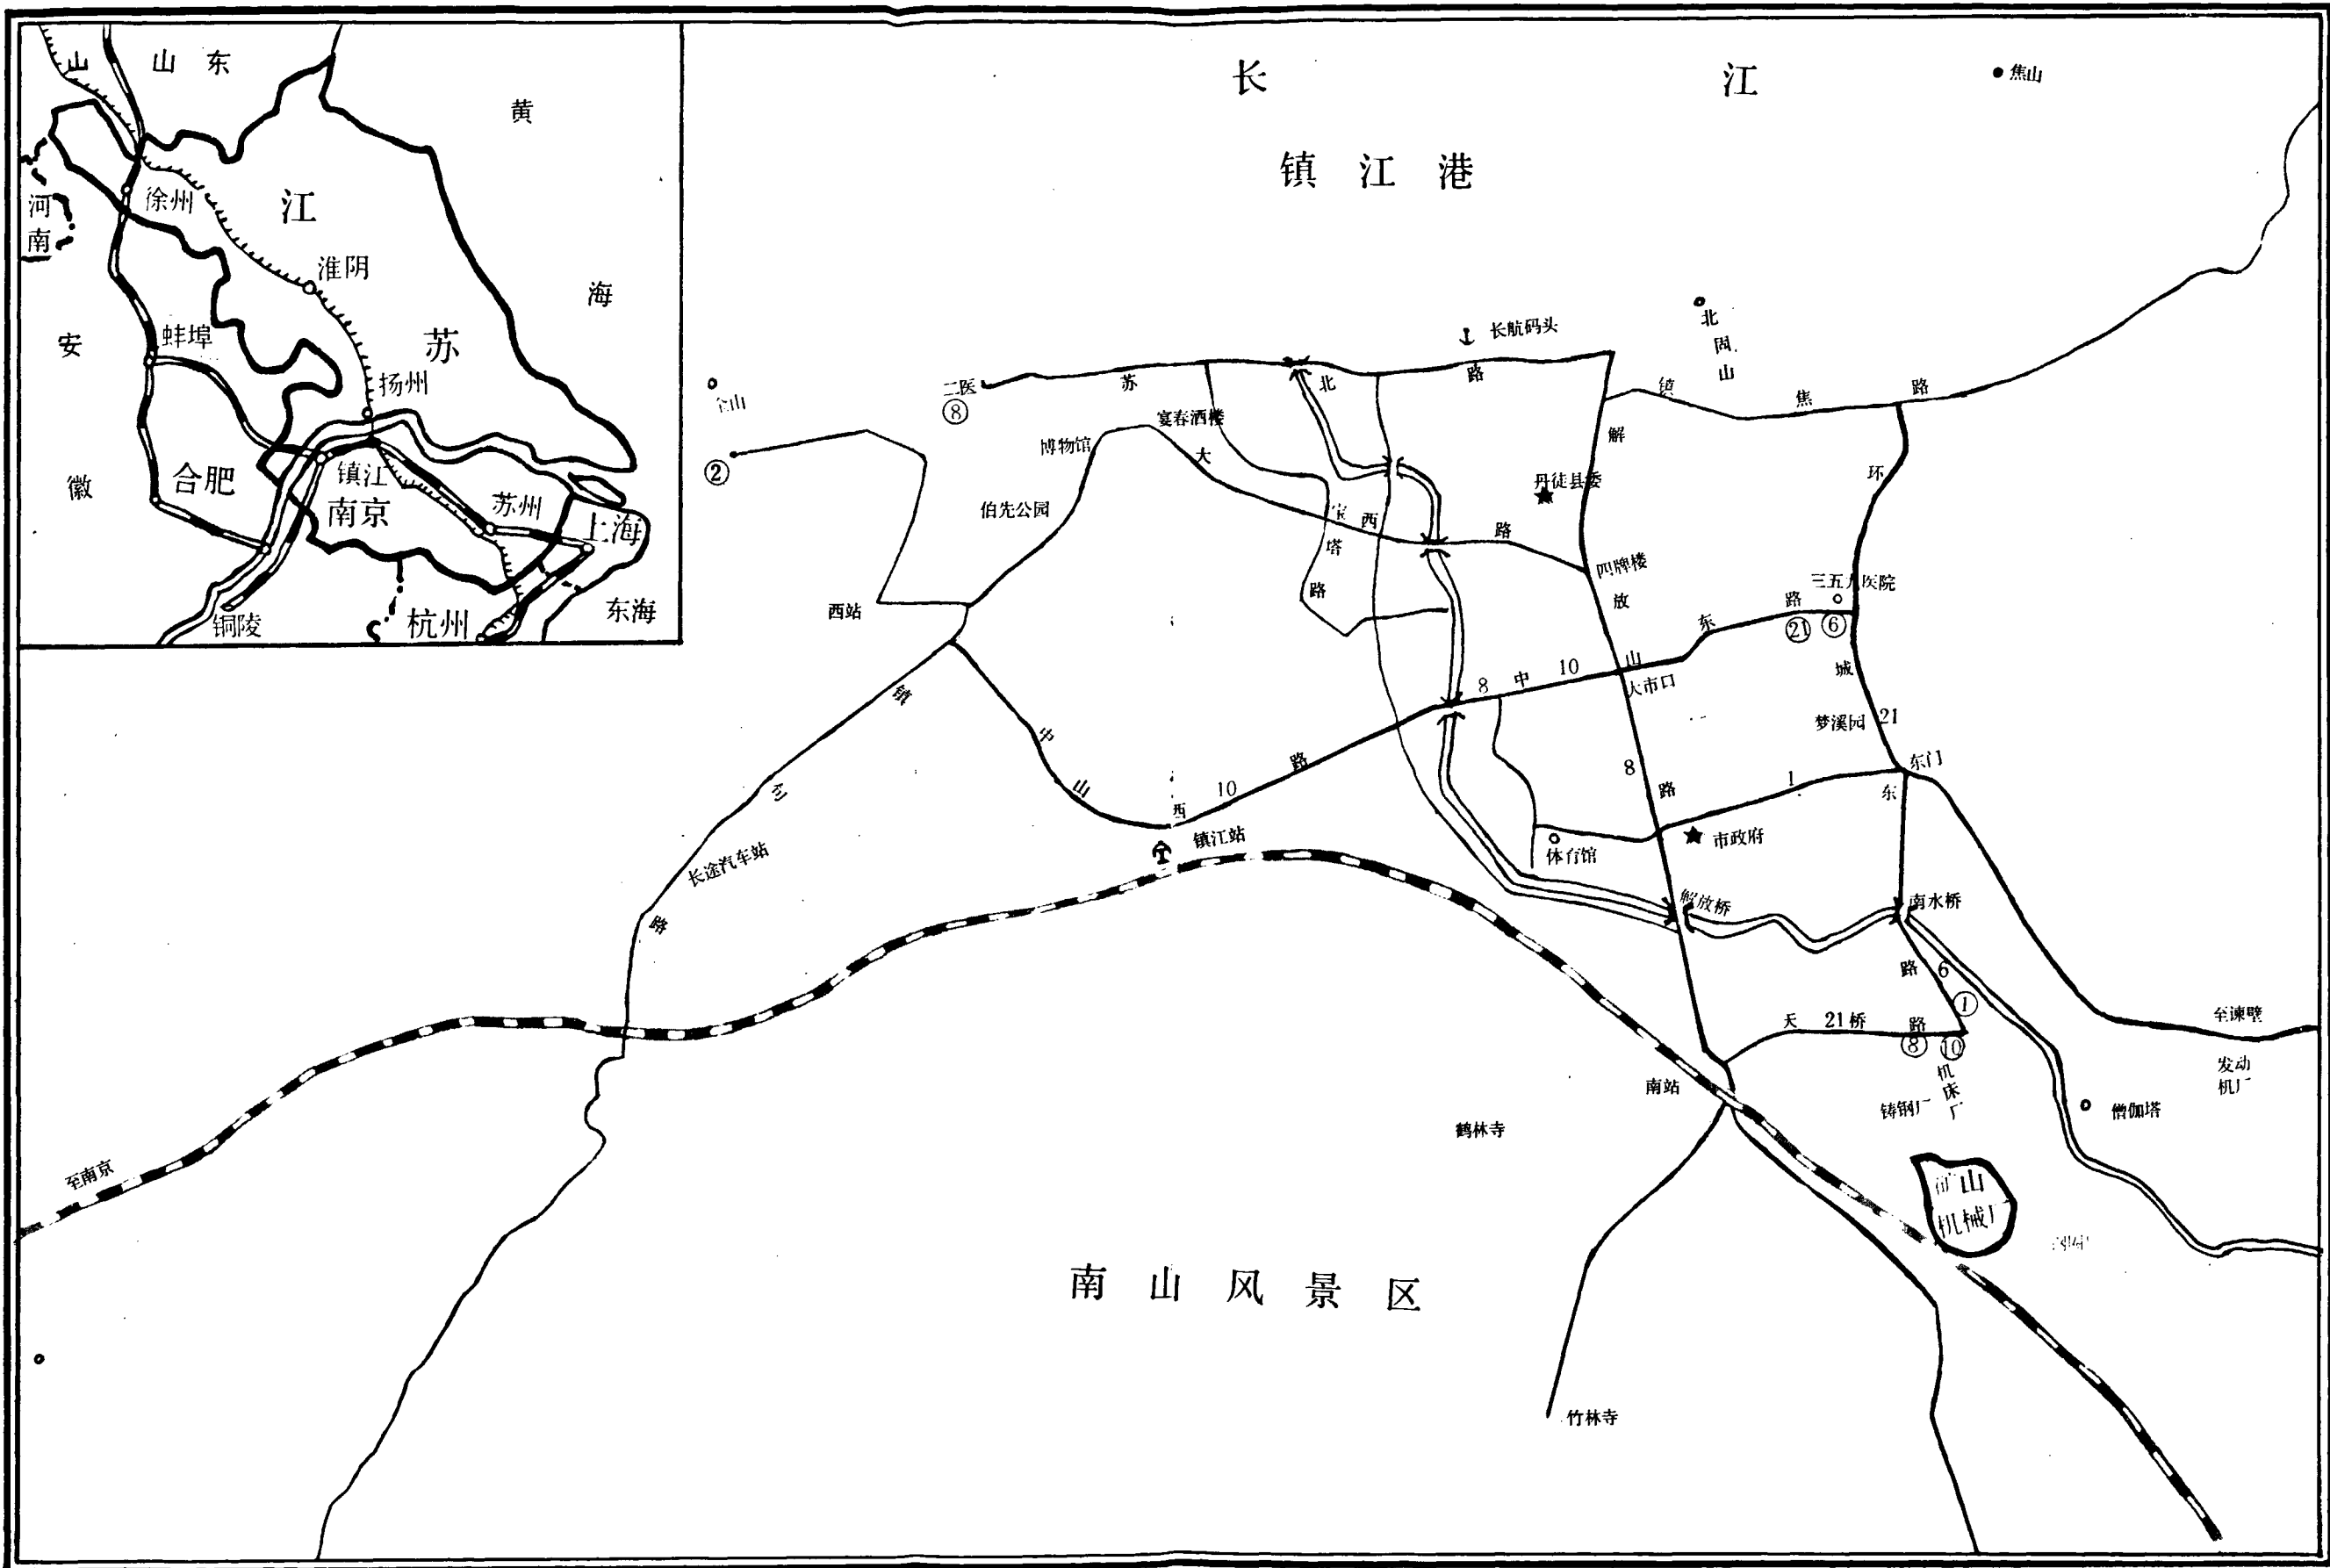 山
山东
黄
海
河南
徐州
江
苏
淮阴
安
徽
蚌埠
扬州
合肥
镇江
南京
苏州
上海
铜陵
杭州
东海
长江
焦山
镇江港
北固山
长航码头
金山
②
二医
⑧
苏北路
镇焦路
宴春酒楼
博物馆
大西路
解放路
环城东路
伯先公园
宝塔路
丹徒县委
四牌楼
三五九医院
西站
中山东路
㉑
⑥
8
中
10
大市口
梦溪园
21
镇句路
中山西路
10
8
1
东门
镇江站
体育馆
市政府
长途汽车站
解放桥
南水桥
6
①
天桥路
21
⑧
⑩
至谏壁
发动机厂
南站
机床厂
铸钢厂
僧伽塔
鹤林寺
至南京
矿山机械厂
南山风景区
竹林寺